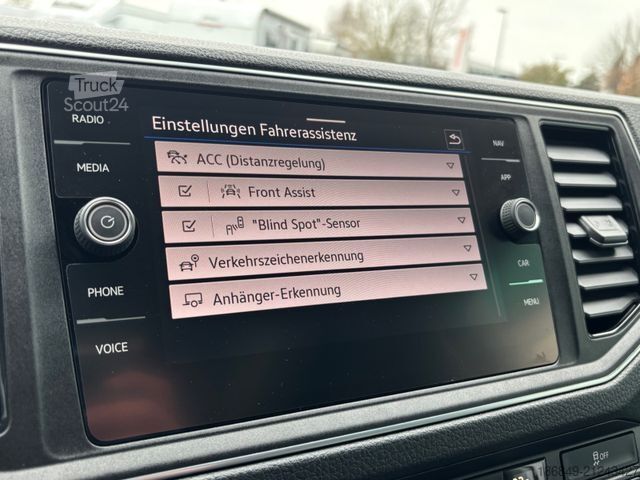 Truck
Scout24
RADIO
MEDIA
PHONE
VOICE
Einstellungen Fahrerassistenz
ACC (Distanzregelung)
Front Assist
"Blind Spot"-Sensor
Verkehrszeichenerkennung
Anhänger-Erkennung
NAV
APP
CAR
MENU
OFF